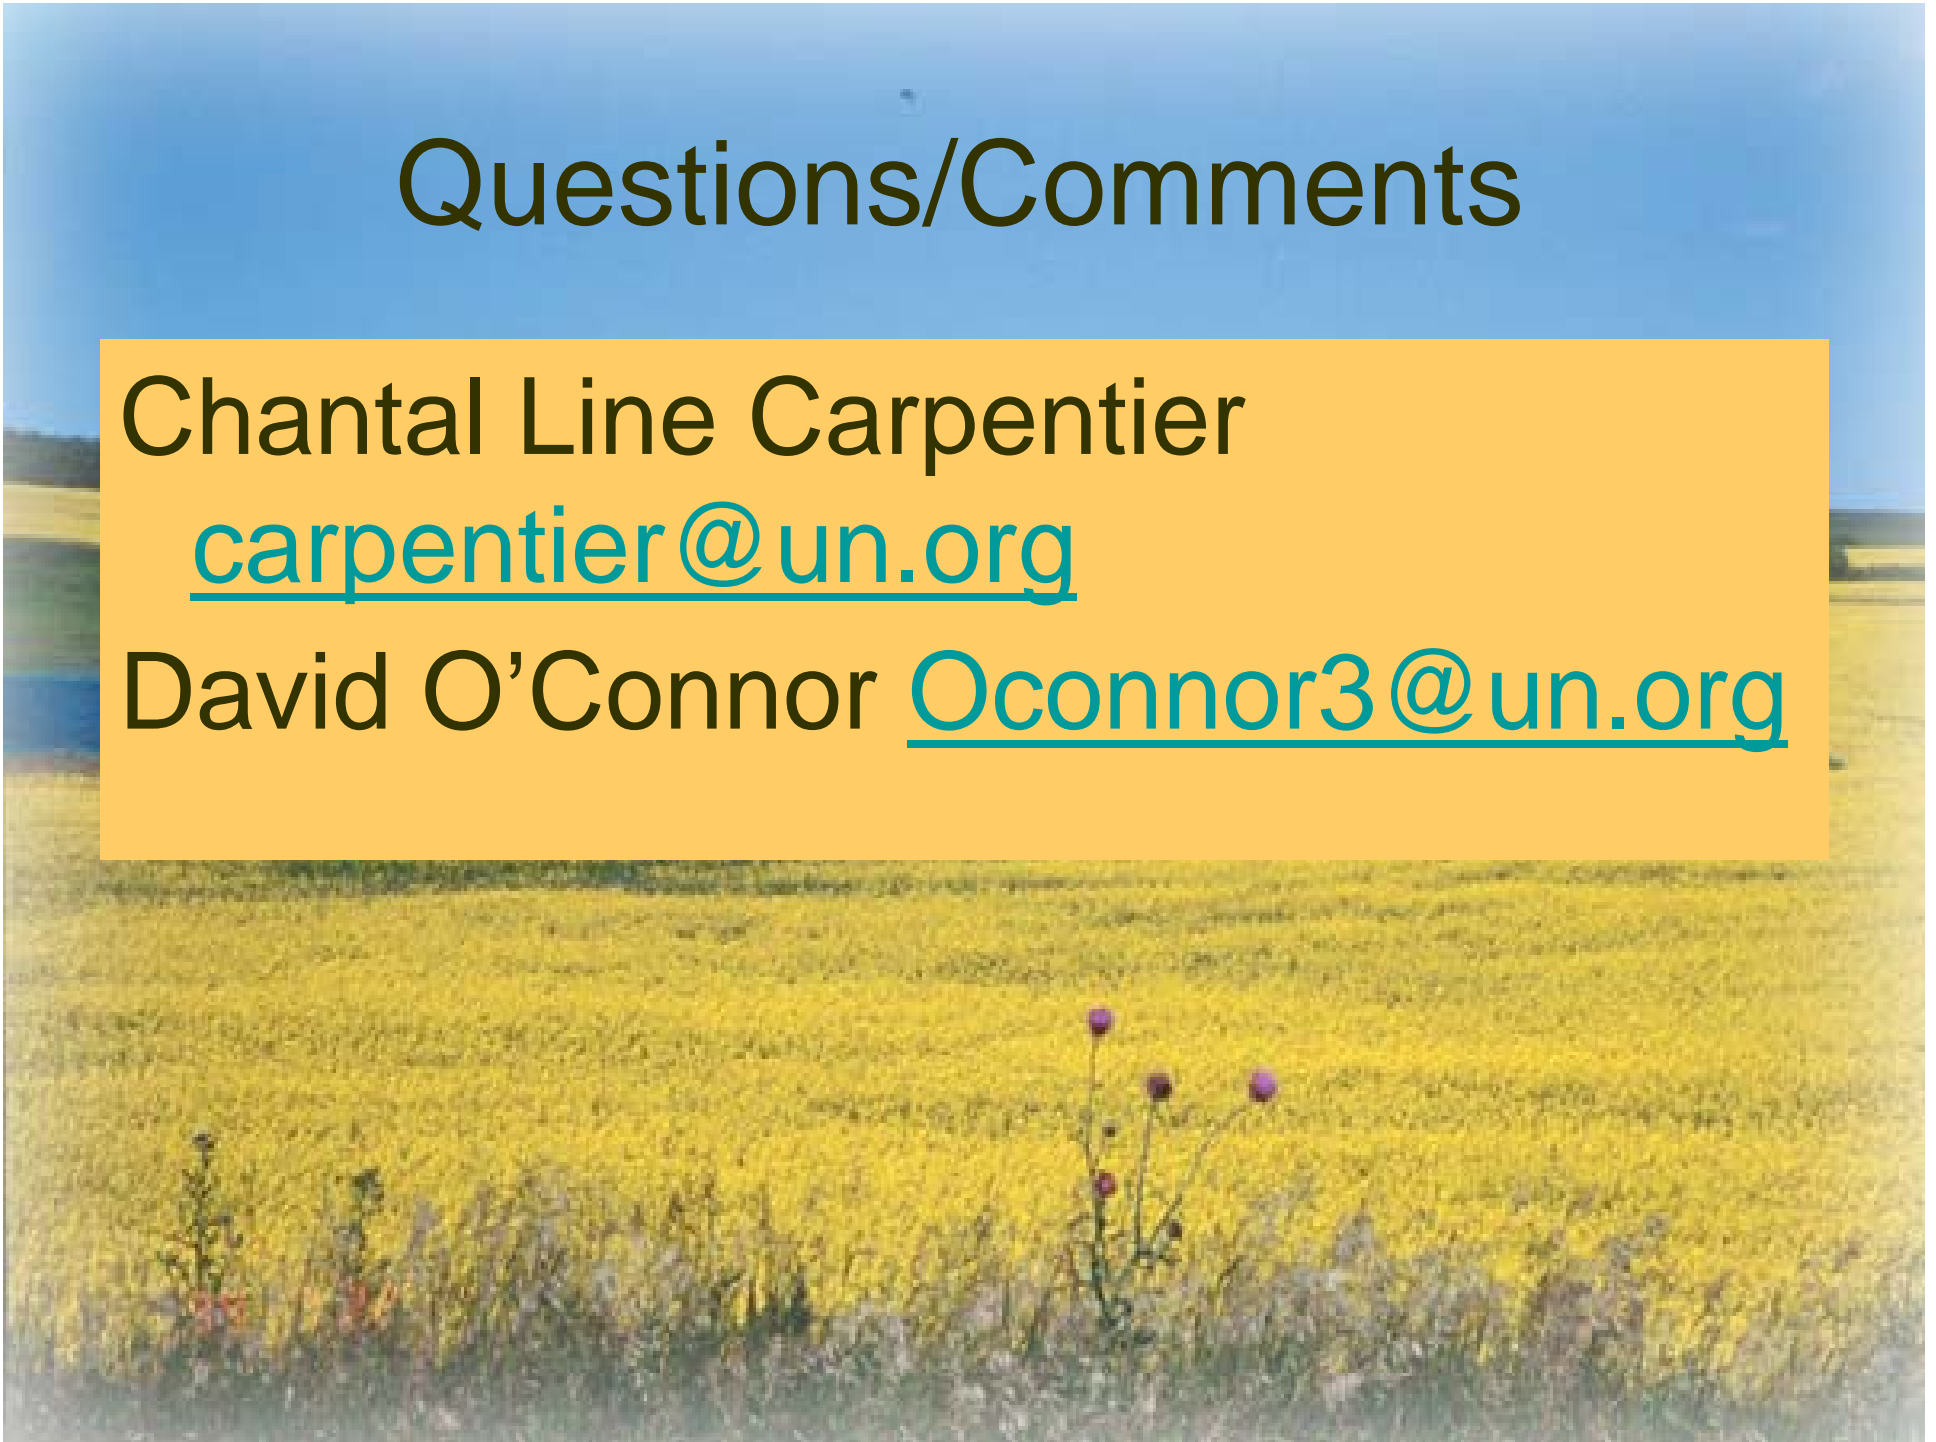 Questions/Comments
Chantal Line Carpentier
carpentier@un.org
David O’Connor Oconnor3@un.org